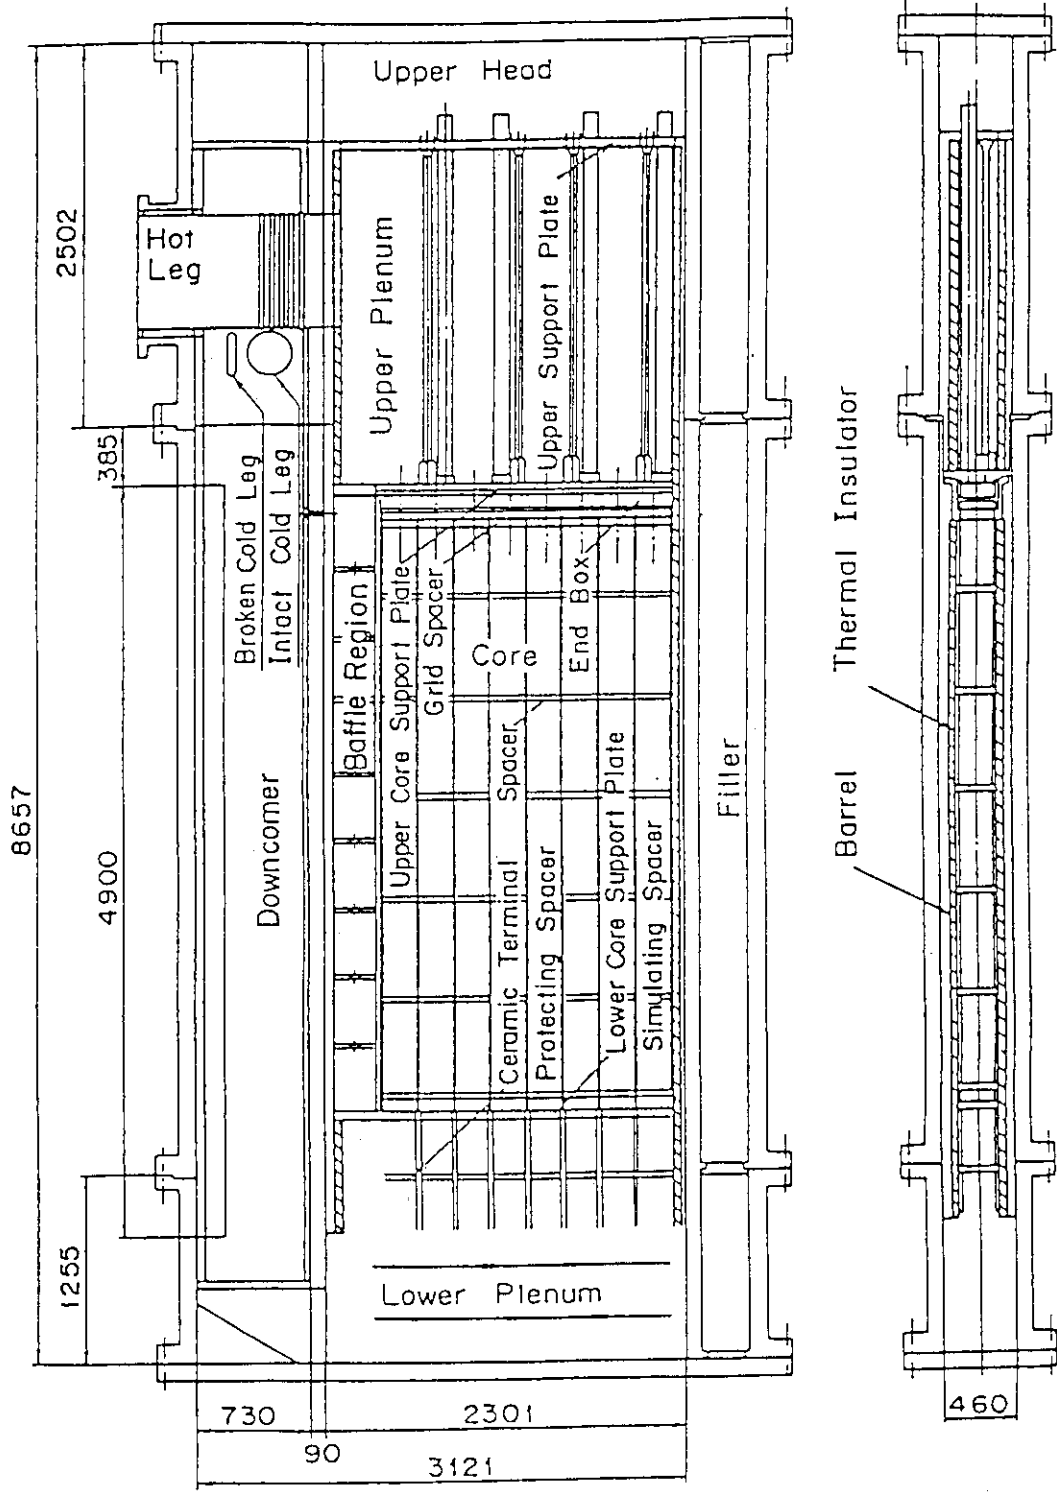 Upper Head
Hot
Leg
Upper Plenum
Upper Support Plate
2502
385
8657
4900
1255
Broken Cold Leg
Intact Cold Leg
Downcomer
Baffle Region
Upper Core Support Plate
Grid Spacer
Core
End Box
Spacer
Ceramic Terminal
Protecting Spacer
Lower Core Support Plate
Simulating Spacer
Filler
Thermal Insulator
Barrel
Lower Plenum
730
2301
90
3121
460